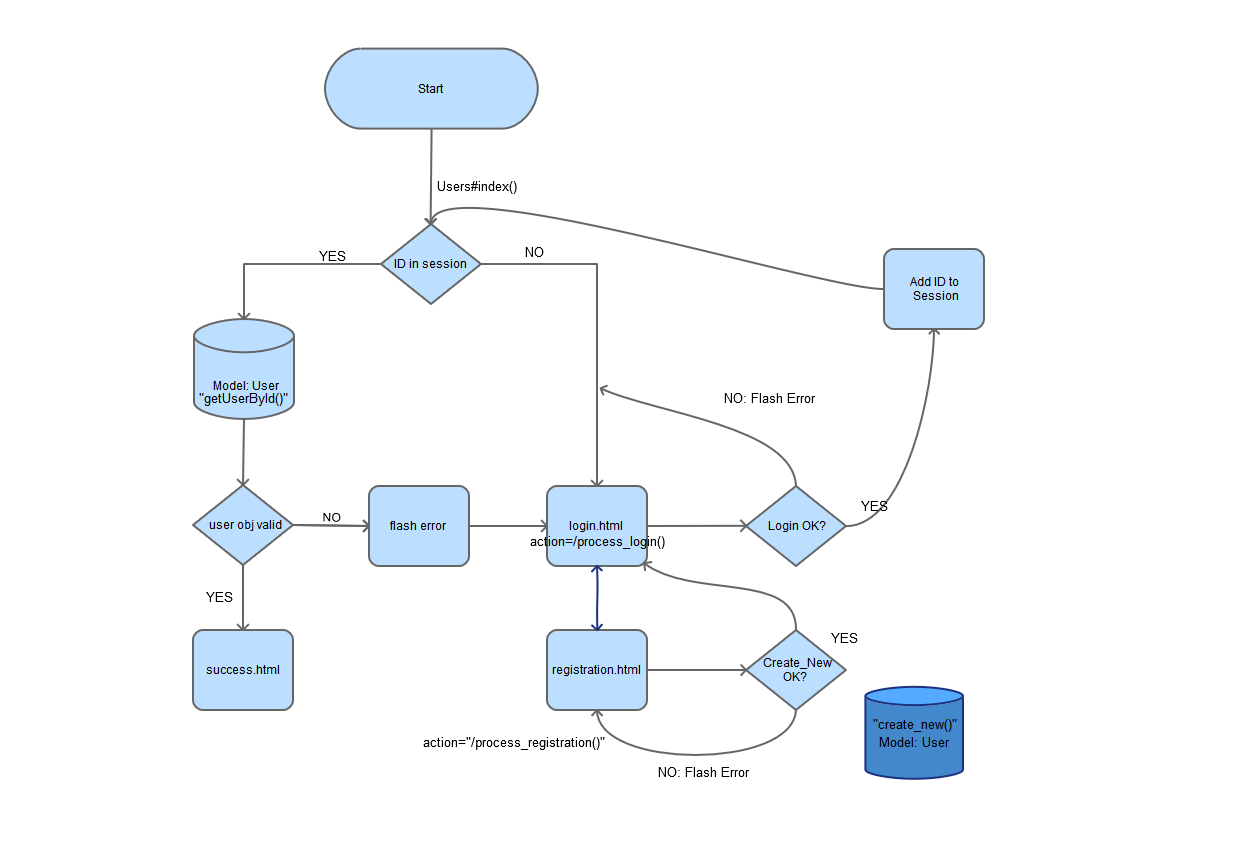 Start
Users#index()
YES
ID in session
NO
Add ID to
Session
Model: User
"getUserById()"
NO: Flash Error
YES
user obj valid
NO
flash error
login.html
action=/process_login()
Login OK?
YES
success.html
registration.html
YES
Create_New
OK?
action="/process_registration()"
NO: Flash Error
"create_new()"
Model: User